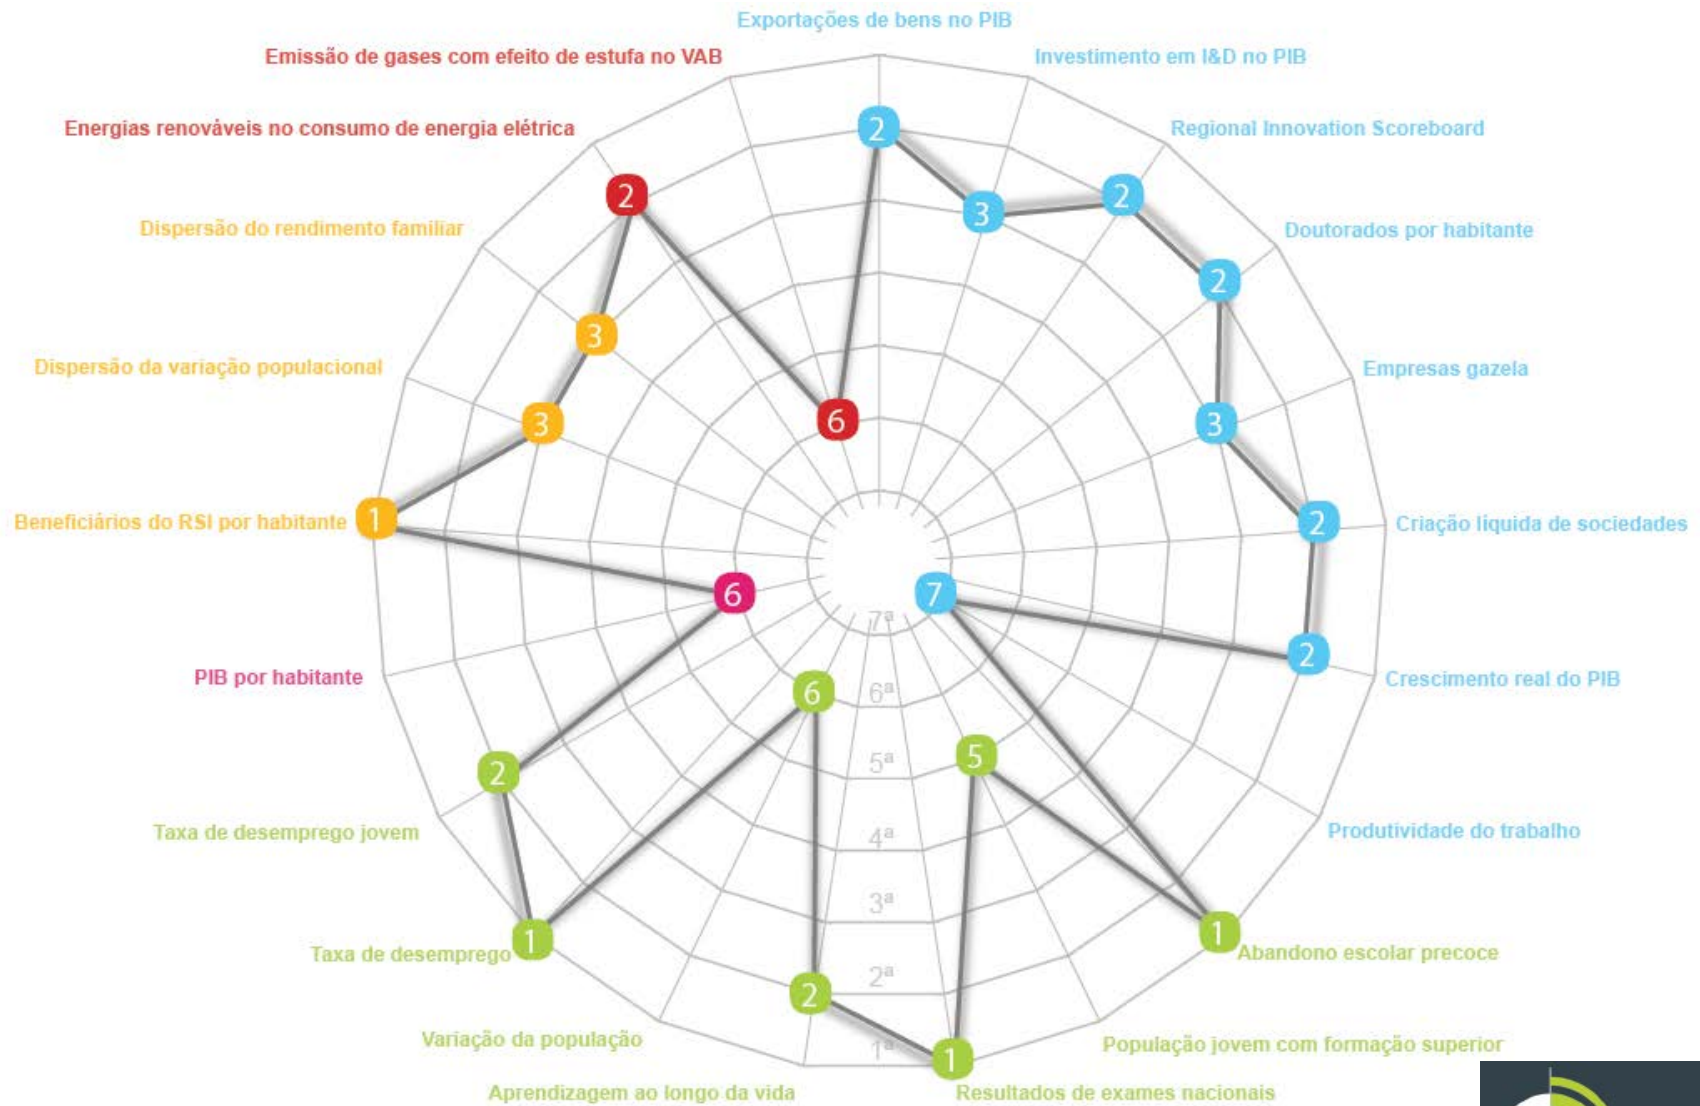 Exportações de bens no PIB
Emissão de gases com efeito de estufa no VAB
Investimento em I&D no PIB
Energias renováveis no consumo de energia elétrica
Regional Innovation Scoreboard
2
2
2
3
Dispersão do rendimento familiar
Doutorados por habitante
2
3
Dispersão da variação populacional
Empresas gazela
3
6
3
Beneficiários do RSI por habitante
1
2
Criação líquida de sociedades
6
7
7ª
2
PIB por habitante
Crescimento real do PIB
6
6ª
2
5ª
5
Taxa de desemprego jovem
4ª
Produtividade do trabalho
3ª
1
1
Taxa de desemprego
Abandono escolar precoce
2ª
2
Variação da população
1ª
1
População jovem com formação superior
Aprendizagem ao longo da vida
Resultados de exames nacionais